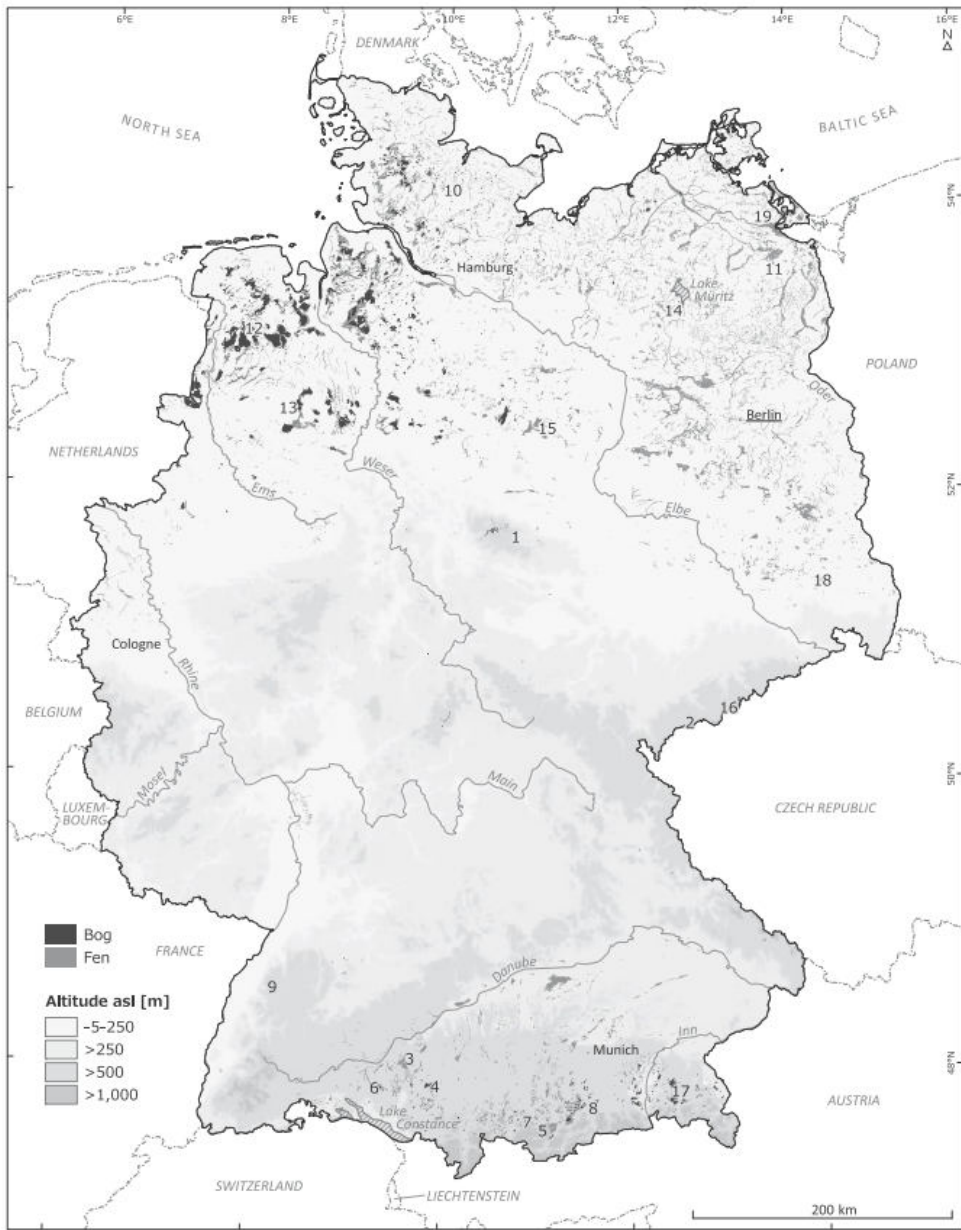 6°E
8°E
10°E
12°E
14°E
16°E
N
DENMARK
NORTH SEA
BALTIC SEA
54°N
10
19
Hamburg
11
Lake
Müritz
14
12
POLAND
Oder
13
Berlin
15
NETHERLANDS
Weser
52°N
Ems
Elbe
1
18
Cologne
Rhine
BELGIUM
16
2
50°N
Mosel
Main
LUXEM-
BOURG
CZECH REPUBLIC
Bog
Fen
FRANCE
Danube
9
Altitude asl [m]
-5-250
>250
>500
>1,000
Inn
Munich
48°N
3
6
4
17
8
Lake
Constance
7
5
AUSTRIA
SWITZERLAND
LIECHTENSTEIN
200 km